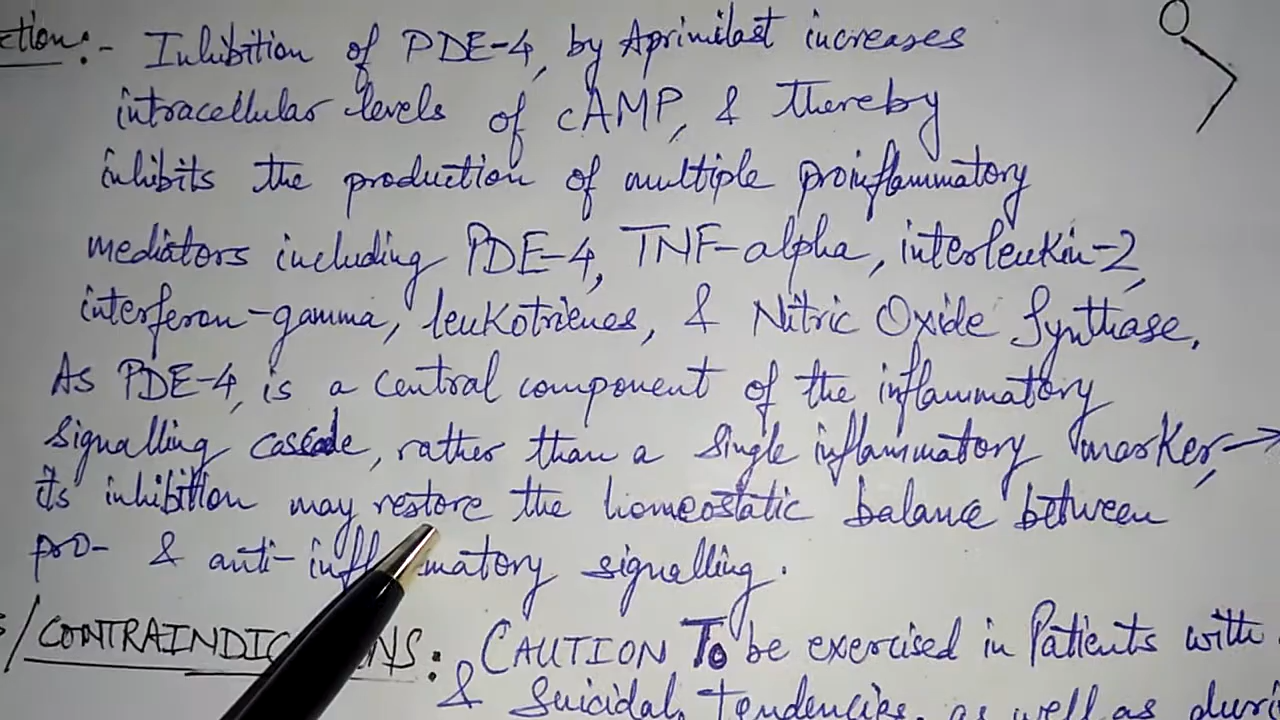 ction:- Inhibition of PDE-4, by Aprimilast increases
intracellular levels of cAMP, & thereby
inhibits the production of multiple proinflammatory
mediators including PDE-4, TNF-alpha, interleukin-2,
interferon-gamma, leukotrienes, & Nitric Oxide Synthase.
As PDE-4, is a central component of the inflammatory
signalling cascade, rather than a single inflammatory marker, →
its inhibition may restore the homeostatic balance between
pro- & anti-inflammatory signalling.
/CONTRAINDICATIONS: CAUTION To be exercised in Patients with
& Suicidal tendencies, as well as duri
O